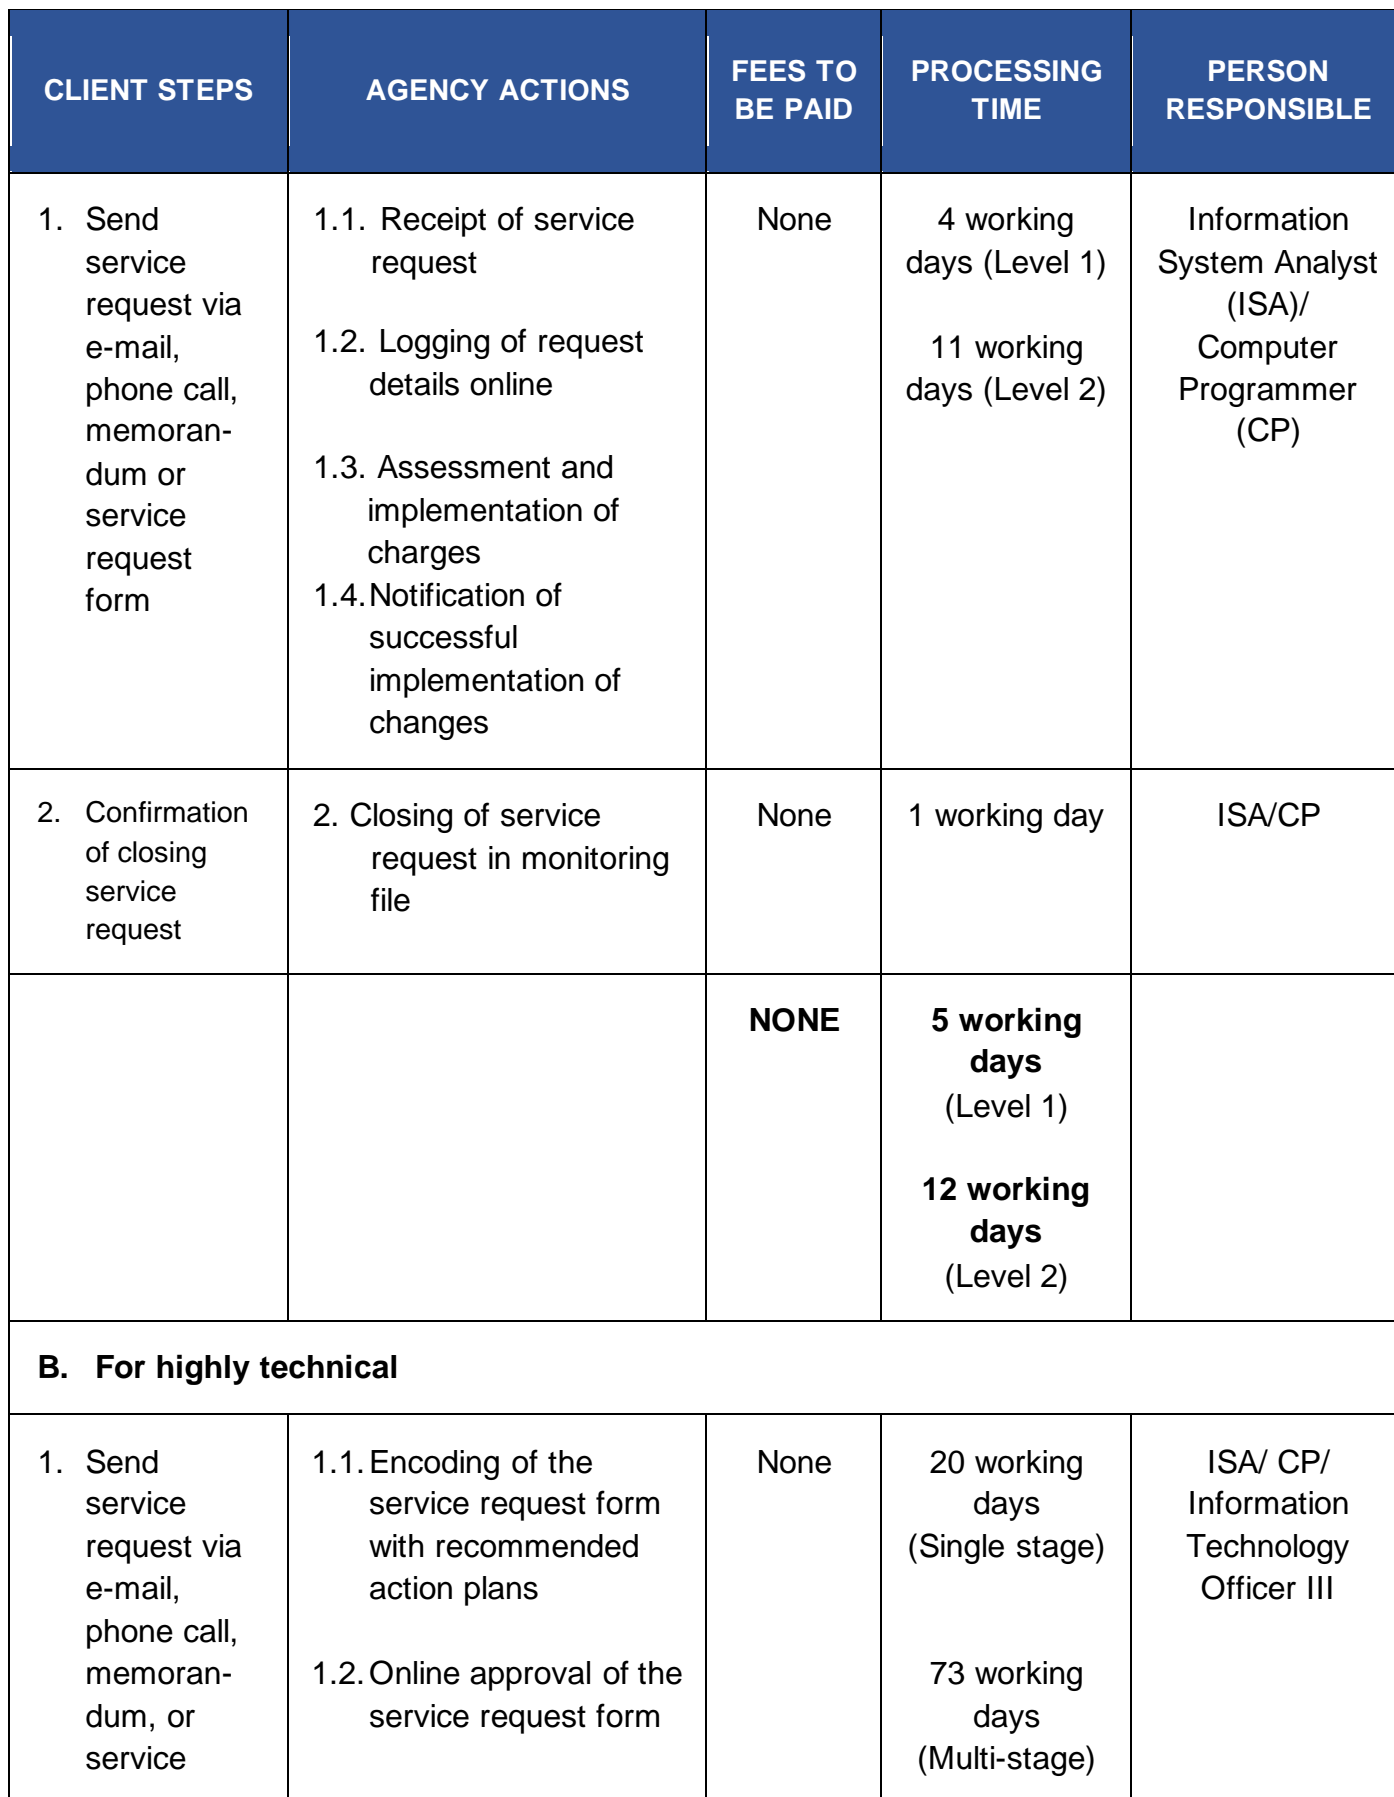 CLIENT STEPS
AGENCY ACTIONS
FEES TO
BE PAID
PROCESSING
TIME
PERSON
RESPONSIBLE
1. Send
service
request via
e-mail,
phone call,
memoran-
dum or
service
request
form
1.1. Receipt of service
request
1.2. Logging of request
details online
1.3. Assessment and
implementation of
charges
1.4. Notification of
successful
implementation of
changes
None
4 working
days (Level 1)
11 working
days (Level 2)
Information
System Analyst
(ISA)/
Computer
Programmer
(CP)
2. Confirmation
of closing
service
request
2. Closing of service
request in monitoring
file
None
1 working day
ISA/CP
NONE
5 working
days
(Level 1)
12 working
days
(Level 2)
B. For highly technical
1. Send
service
request via
e-mail,
phone call,
memoran-
dum, or
service
1.1. Encoding of the
service request form
with recommended
action plans
1.2. Online approval of the
service request form
None
20 working
days
(Single stage)
73 working
days
(Multi-stage)
ISA/ CP/
Information
Technology
Officer III